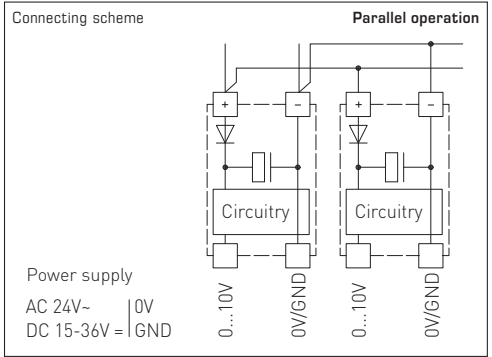 Connecting scheme
Parallel operation
+
-
+
-
Circuitry
Circuitry
Power supply
AC 24V~ | 0V
DC 15-36V = | GND
0...10V
0V/GND
0...10V
0V/GND